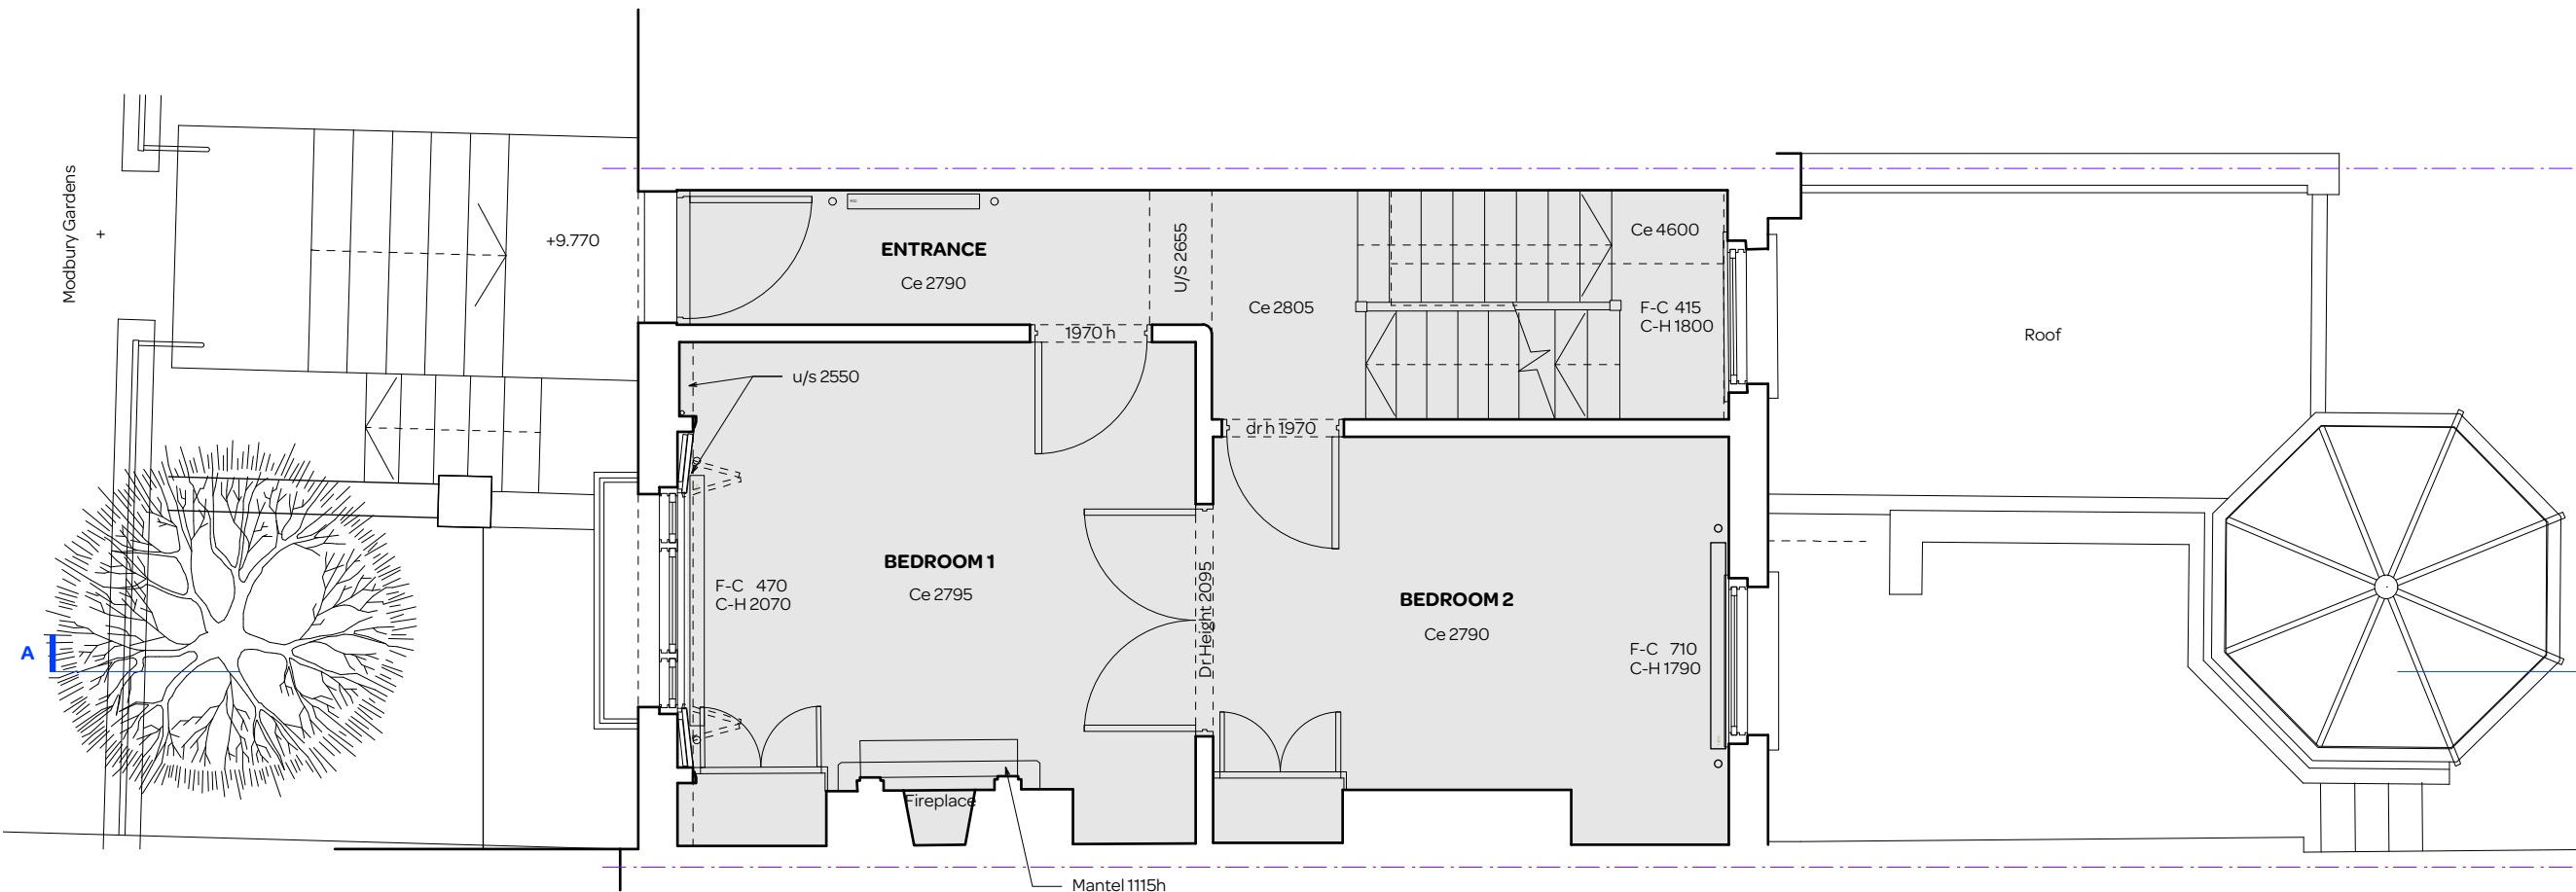 Modbury Gardens
+
+9.770
ENTRANCE
Ce 2790
U/S 2655
Ce 2805
Ce 4600
F-C 415
C-H 1800
Roof
1970 h
u/s 2550
dr h 1970
BEDROOM 1
Ce 2795
F-C 470
C-H 2070
Dr Height 2095
BEDROOM 2
Ce 2790
F-C 710
C-H 1790
A
Fireplace
Mantel 1115h